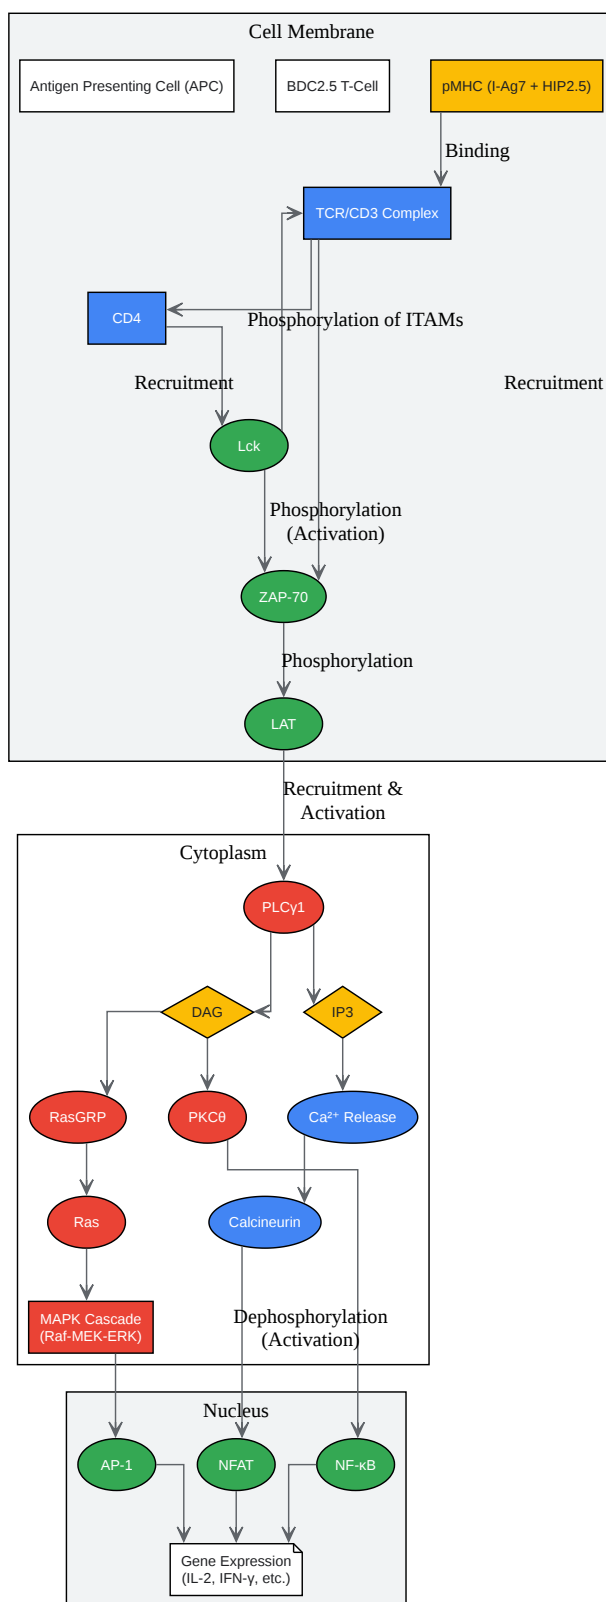 Cell Membrane
Antigen Presenting Cell (APC)
BDC2.5 T-Cell
pMHC (I-Ag7 + HIP2.5)
Binding
TCR/CD3 Complex
CD4
Phosphorylation of ITAMs
Recruitment
Recruitment
Lck
Phosphorylation
(Activation)
ZAP-70
Phosphorylation
LAT
Recruitment &
Activation
Cytoplasm
PLCγ1
DAG
IP3
RasGRP
PKCθ
Ca²⁺ Release
Ras
Calcineurin
MAPK Cascade
(Raf-MEK-ERK)
Dephosphorylation
(Activation)
Nucleus
AP-1
NFAT
NF-κB
Gene Expression
(IL-2, IFN-γ, etc.)